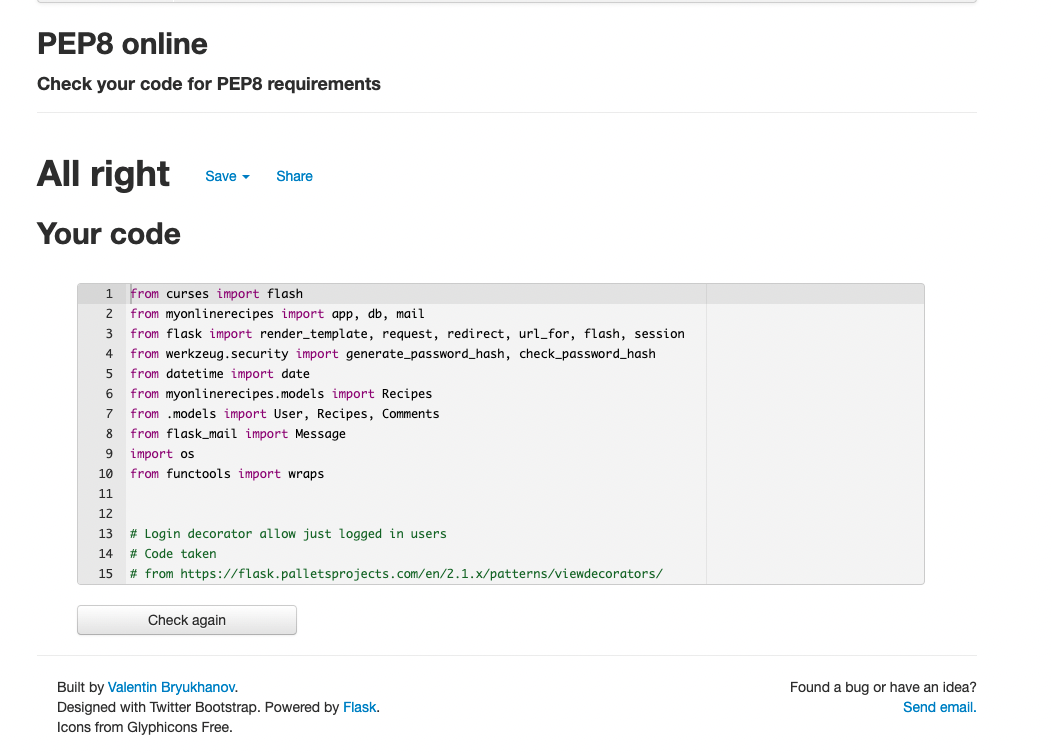 PEP8 online
Check your code for PEP8 requirements
All right Save Share
Your code
1 from curses import flash
2 from myonlinerecipes import app, db, mail
3 from flask import render_template, request, redirect, url_for, flash, session
4 from werkzeug.security import generate_password_hash, check_password_hash
5 from datetime import date
6 from myonlinerecipes.models import Recipes
7 from .models import User, Recipes, Comments
8 from flask_mail import Message
9 import os
10 from functools import wraps
11
12
13 # Login decorator allow just logged in users
14 # Code taken
15 # from https://flask.palletsprojects.com/en/2.1.x/patterns/viewdecorators/
Check again
Built by Valentin Bryukhanov. Found a bug or have an idea?
Designed with Twitter Bootstrap. Powered by Flask. Send email.
Icons from Glyphicons Free.